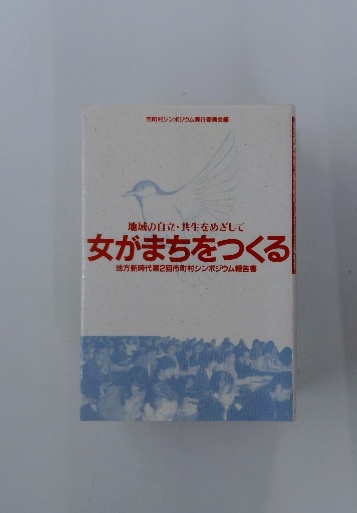 市町村シンポジウム実行委員会編
地域の自立・共生をめざして
女がまちをつくる
地方新時代第2回市町村シンポジウム報告書